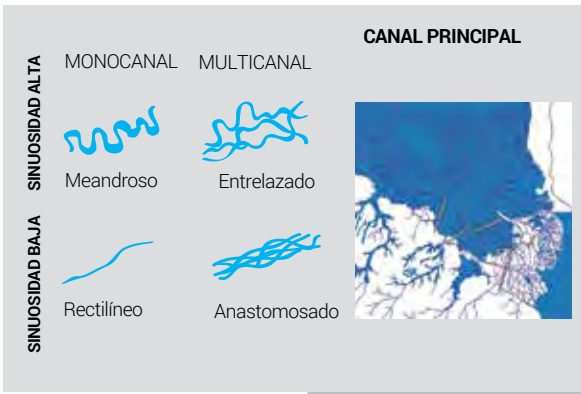 CANAL PRINCIPAL
MONOCANAL MULTICANAL
SINUOSIDAD ALTA
Meandroso Entrelazado
SINUOSIDAD BAJA
Rectilíneo Anastomosado